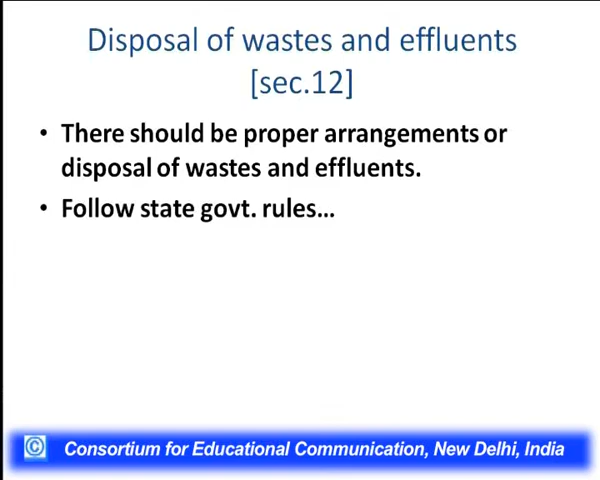 Disposal of wastes and effluents
[sec.12]
• There should be proper arrangements or
disposal of wastes and effluents.
• Follow state govt. rules...
© Consortium for Educational Communication, New Delhi, India